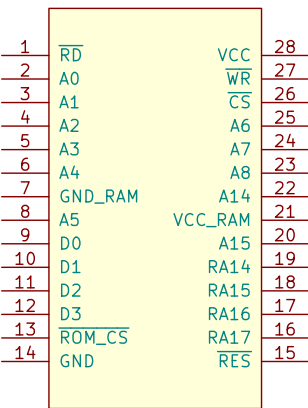 1 RD VCC 28
2 A0 WR 27
3 A1 CS 26
4 A2 A6 25
5 A3 A7 24
6 A4 A8 23
7 GND_RAM A14 22
8 A5 VCC_RAM 21
9 D0 A15 20
10 D1 RA14 19
11 D2 RA15 18
12 D3 RA16 17
13 ROM_CS RA17 16
14 GND RES 15